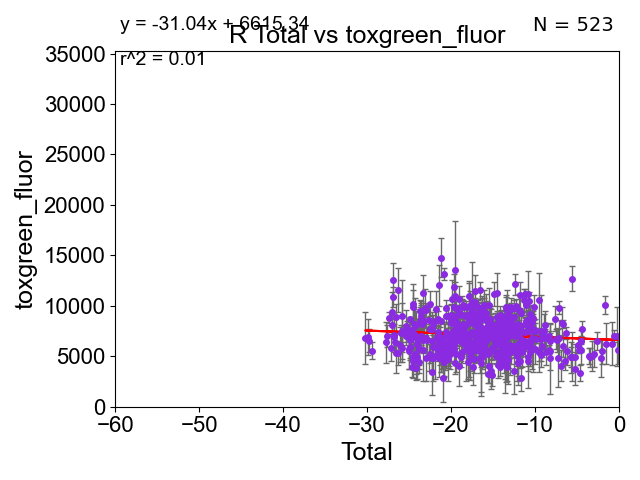 y = -31.04x + 6615.34
N = 523
R Total vs toxgreen_fluor
r^2 = 0.01
35000
30000
25000
20000
15000
10000
5000
0
toxgreen_fluor
−60
−50
−40
−30
−20
−10
0
Total